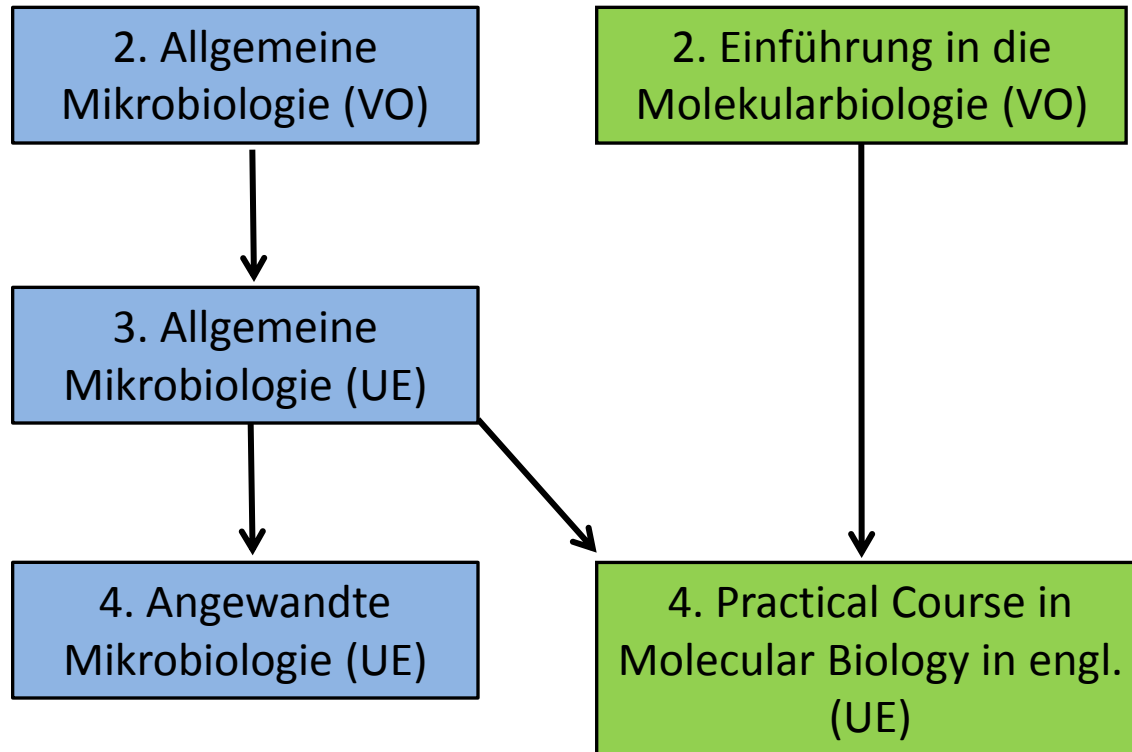 2. Allgemeine
Mikrobiologie (VO)
2. Einführung in die
Molekularbiologie (VO)
3. Allgemeine
Mikrobiologie (UE)
4. Angewandte
Mikrobiologie (UE)
4. Practical Course in
Molecular Biology in engl.
(UE)